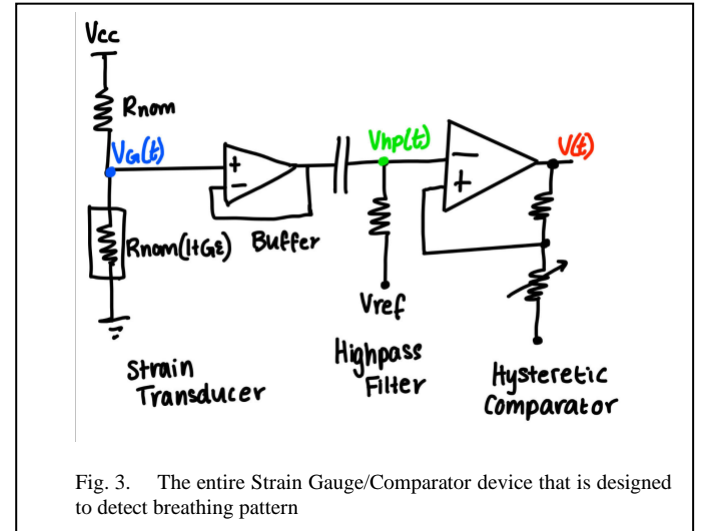 Vcc
Rnom
VG(t)
Vhp(t)
V(t)
+
-
-
+
Rnom(1+Gε)
Buffer
Vref
Strain
Transducer
Highpass
Filter
Hysteretic
Comparator
Fig. 3. The entire Strain Gauge/Comparator device that is designed
to detect breathing pattern